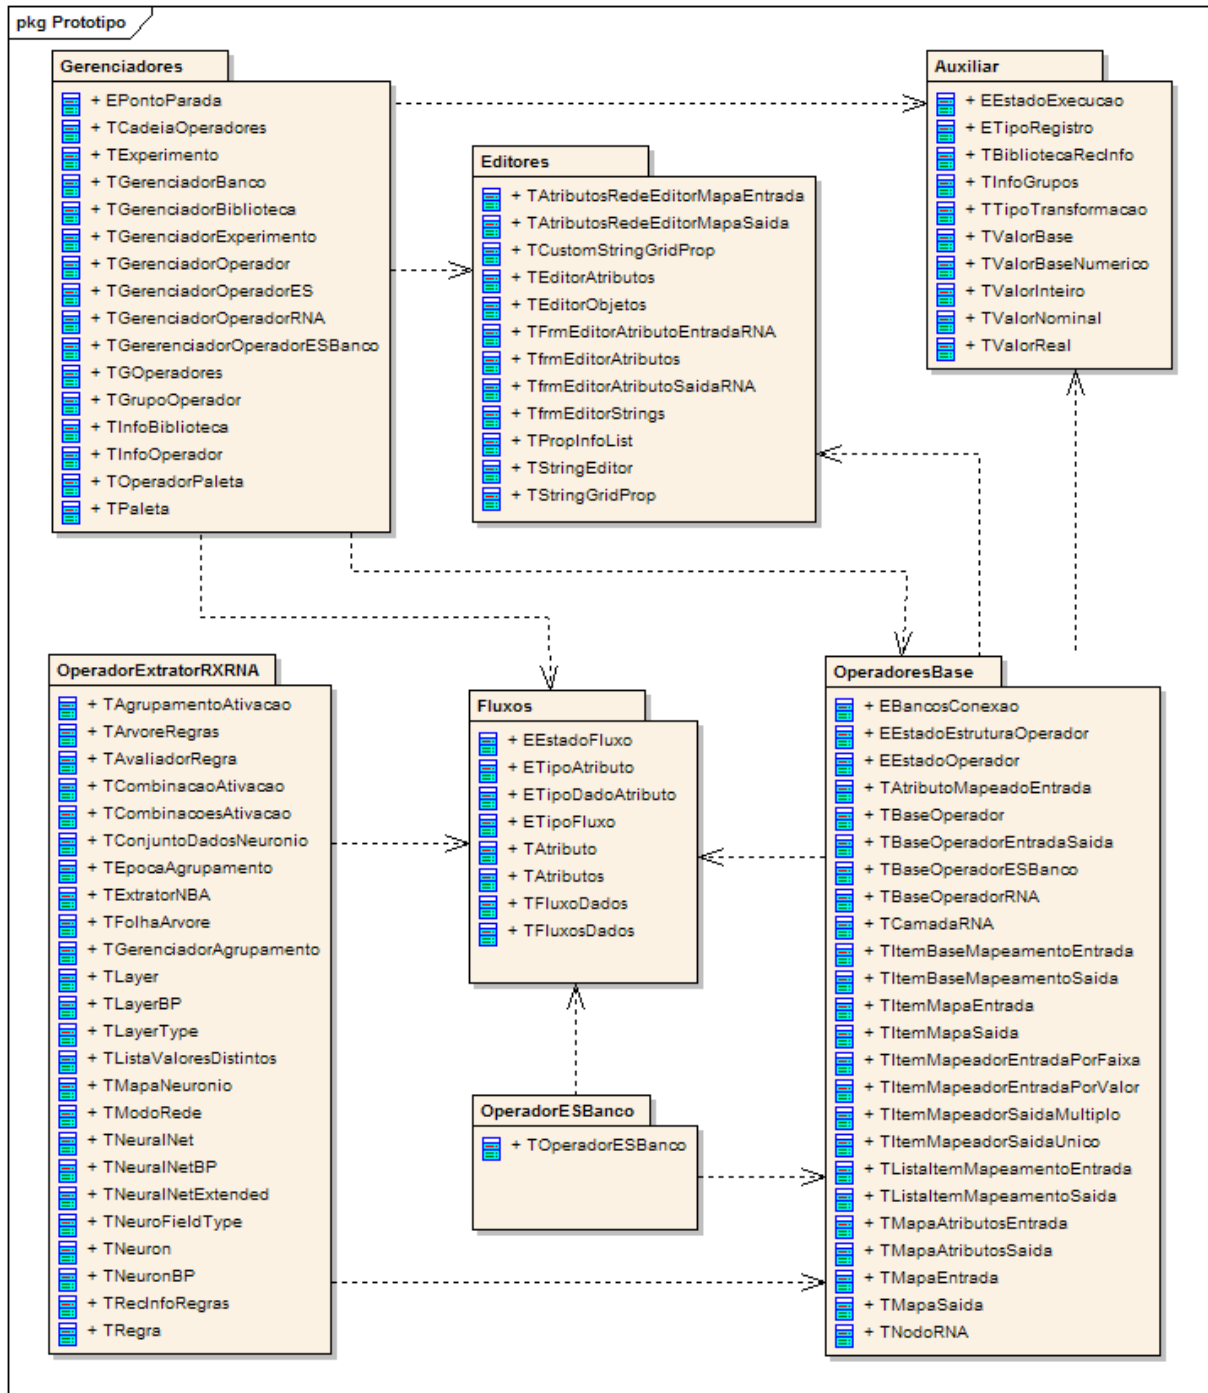 pkg Prototipo
Gerenciadores
+ EPontoParada
+ TCadeiaOperadores
+ TExperimento
+ TGerenciadorBanco
+ TGerenciadorBiblioteca
+ TGerenciadorExperimento
+ TGerenciadorOperador
+ TGerenciadorOperadorES
+ TGerenciadorOperadorRNA
+ TGererenciadorOperadorESBanco
+ TGOperadores
+ TGrupoOperador
+ TInfoBiblioteca
+ TInfoOperador
+ TOperadorPaleta
+ TPaleta
Editores
+ TAtributosRedeEditorMapaEntrada
+ TAtributosRedeEditorMapaSaida
+ TCustomStringGridProp
+ TEditorAtributos
+ TEditorObjetos
+ TFrmEditorAtributoEntradaRNA
+ TfrmEditorAtributos
+ TfrmEditorAtributoSaidaRNA
+ TfrmEditorStrings
+ TPropInfoList
+ TStringEditor
+ TStringGridProp
Auxiliar
+ EEstadoExecucao
+ ETipoRegistro
+ TBibliotecaRecInfo
+ TInfoGrupos
+ TTipoTransformacao
+ TValorBase
+ TValorBaseNumerico
+ TValorInteiro
+ TValorNominal
+ TValorReal
OperadorExtratorRXRNA
+ TAgrupamentoAtivacao
+ TArvoreRegras
+ TAvaliadorRegra
+ TCombinacaoAtivacao
+ TCombinacoesAtivacao
+ TConjuntoDadosNeuronio
+ TEpocaAgrupamento
+ TExtratorNBA
+ TFolhaArvore
+ TGerenciadorAgrupamento
+ TLayer
+ TLayerBP
+ TLayerType
+ TListaValoresDistintos
+ TMapaNeuronio
+ TModoRede
+ TNeuralNet
+ TNeuralNetBP
+ TNeuralNetExtended
+ TNeuroFieldType
+ TNeuron
+ TNeuronBP
+ TRecInfoRegras
+ TRegra
Fluxos
+ EEstadoFluxo
+ ETipoAtributo
+ ETipoDadoAtributo
+ ETipoFluxo
+ TAtributo
+ TAtributos
+ TFluxoDados
+ TFluxosDados
OperadorESBanco
+ TOperadorESBanco
OperadoresBase
+ EBancosConexao
+ EEstadoEstruturaOperador
+ EEstadoOperador
+ TAtributoMapeadoEntrada
+ TBaseOperador
+ TBaseOperadorEntradaSaida
+ TBaseOperadorESBanco
+ TBaseOperadorRNA
+ TCamadaRNA
+ TItemBaseMapeamentoEntrada
+ TItemBaseMapeamentoSaida
+ TItemMapaEntrada
+ TItemMapaSaida
+ TItemMapeadorEntradaPorFaixa
+ TItemMapeadorEntradaPorValor
+ TItemMapeadorSaidaMultiplo
+ TItemMapeadorSaidaUnico
+ TListaItemMapeamentoEntrada
+ TListaItemMapeamentoSaida
+ TMapaAtributosEntrada
+ TMapaAtributosSaida
+ TMapaEntrada
+ TMapaSaida
+ TNodoRNA